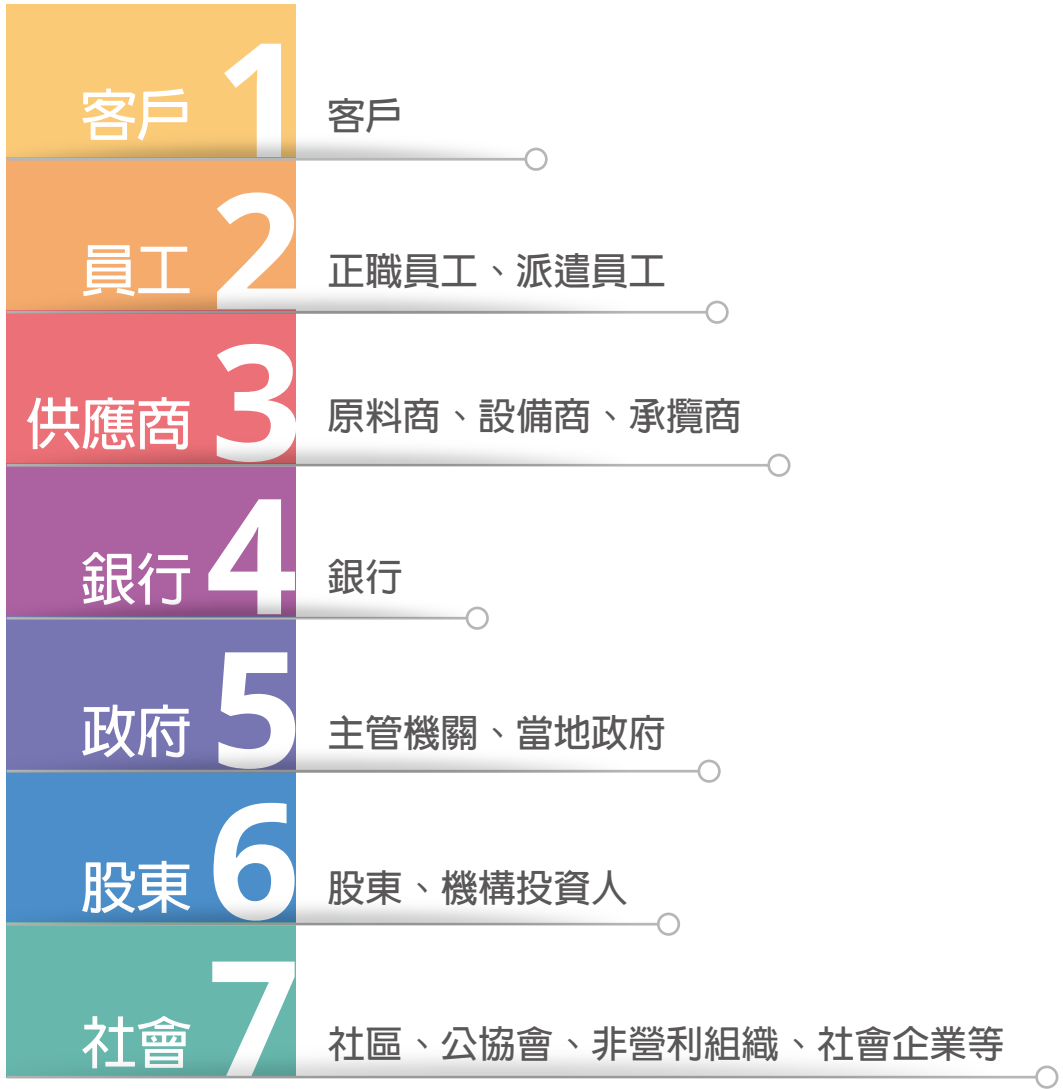 客戶 1 客戶
員工 2 正職員工、派遣員工
供應商 3 原料商、設備商、承攬商
銀行 4 銀行
政府 5 主管機關、當地政府
股東 6 股東、機構投資人
社會 7 社區、公協會、非營利組織、社會企業等